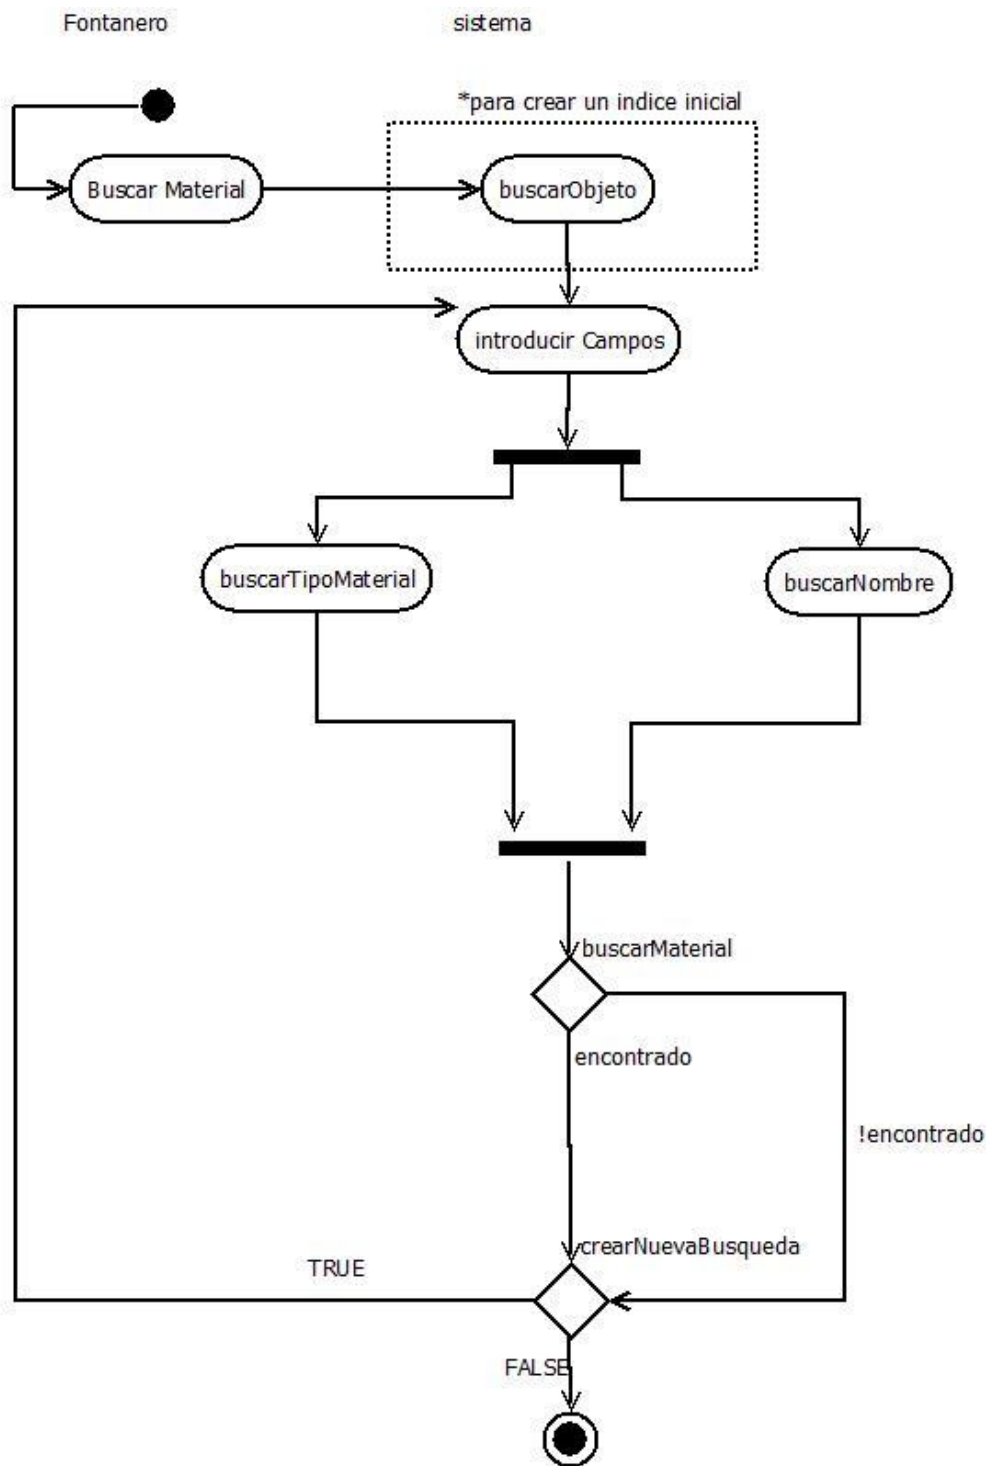 Fontanero
sistema
*para crear un indice inicial
Buscar Material
buscarObjeto
introducir Campos
buscarTipoMaterial
buscarNombre
buscarMaterial
encontrado
!encontrado
crearNuevaBusqueda
TRUE
FALSE